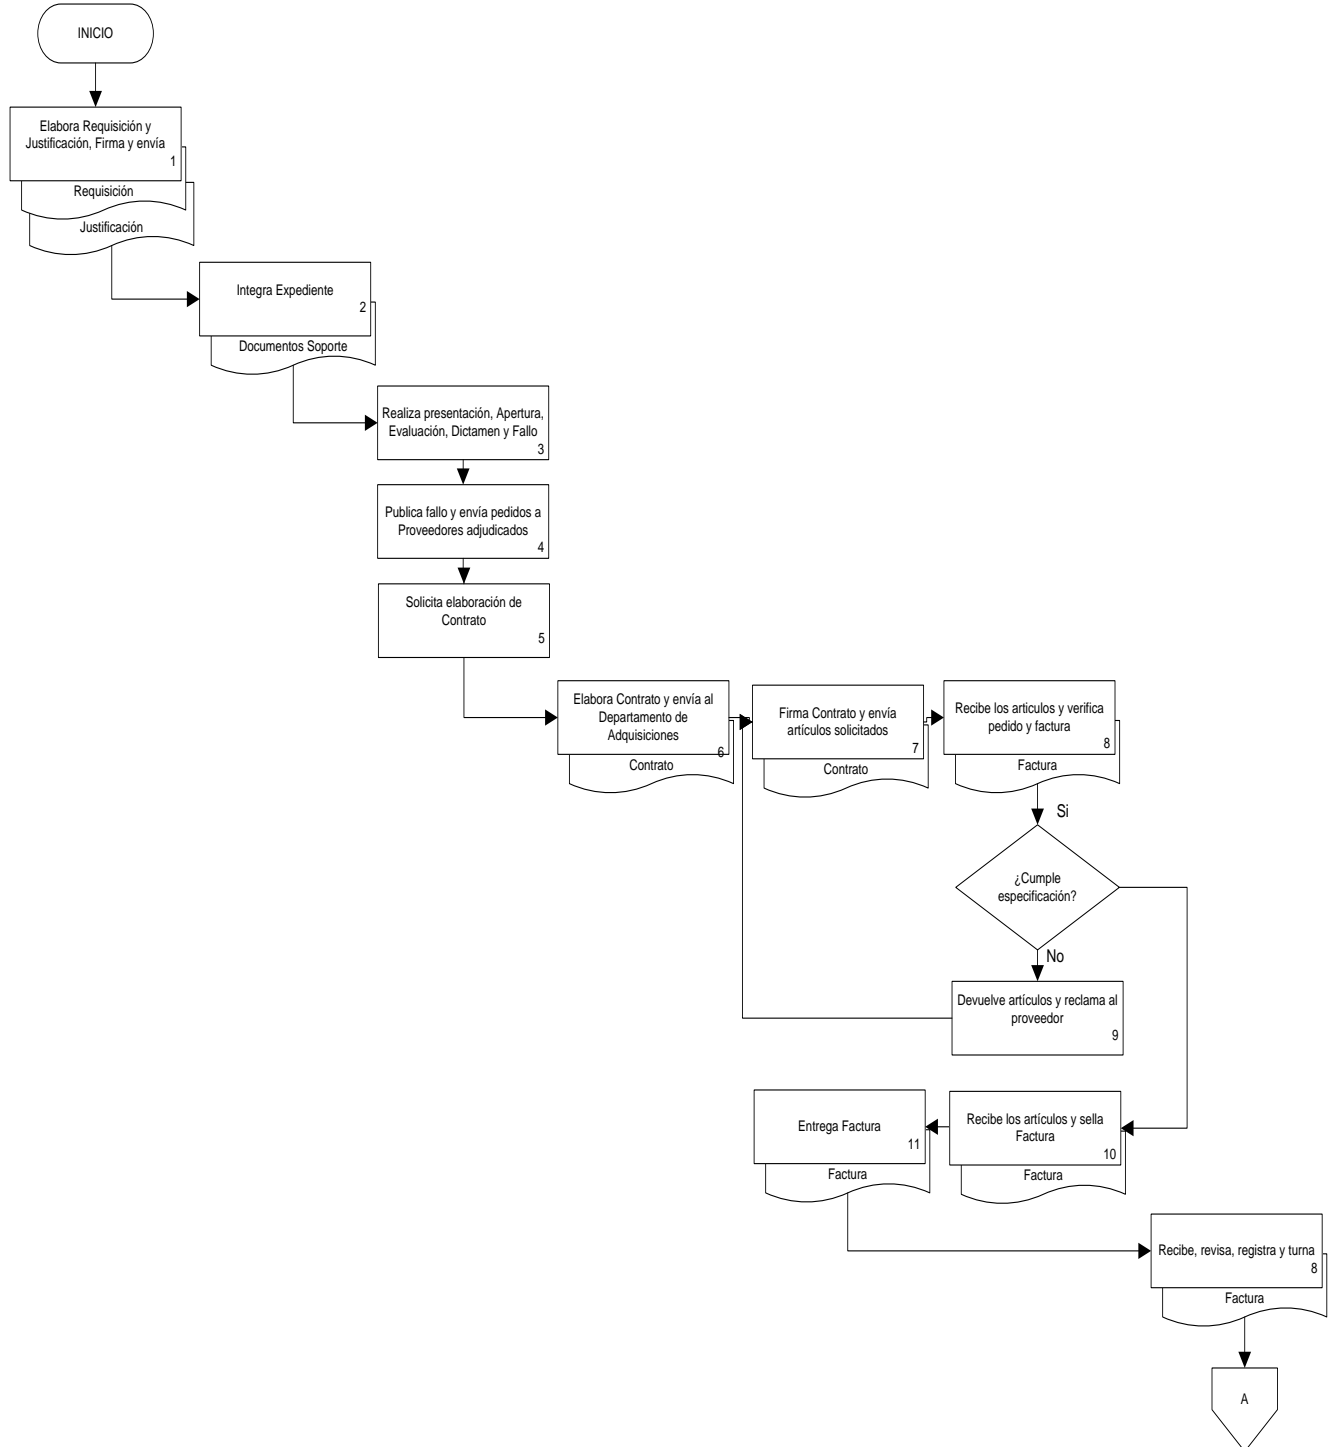 INICIO
Elabora Requisición y
Justificación, Firma y envía
1
Requisición
Justificación
Integra Expediente
2
Documentos Soporte
Realiza presentación, Apertura,
Evaluación, Dictamen y Fallo
3
Publica fallo y envía pedidos a
Proveedores adjudicados
4
Solicita elaboración de
Contrato
5
Elabora Contrato y envía al
Departamento de
Adquisiciones
6
Contrato
Firma Contrato y envía
artículos solicitados
7
Contrato
Recibe los articulos y verifica
pedido y factura
8
Factura
Si
¿Cumple
especificación?
No
Devuelve artículos y reclama al
proveedor
9
Recibe los artículos y sella
Factura
10
Factura
Entrega Factura
11
Factura
Recibe, revisa, registra y turna
8
Factura
A